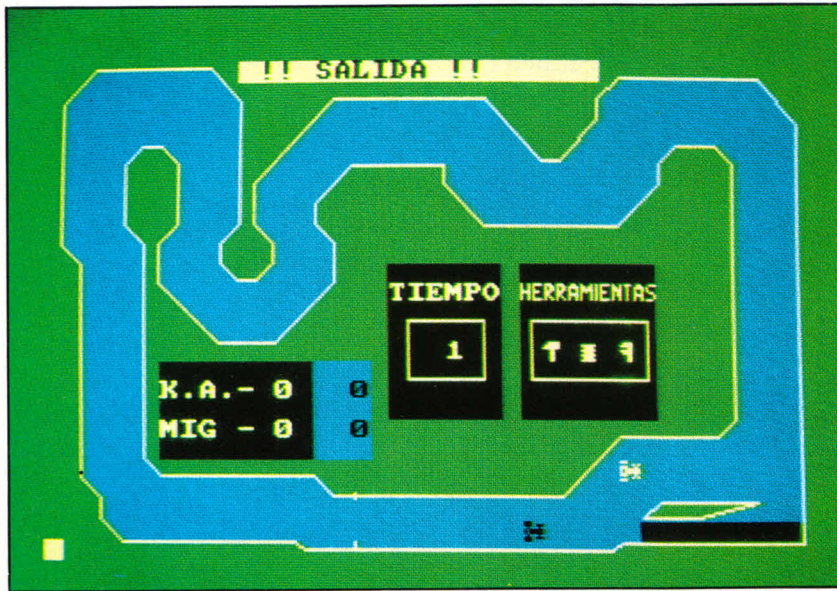 !! SALIDA !!
TIEMPO
1
HERRAMIENTAS
K.A.- 0 0
MIG - 0 0